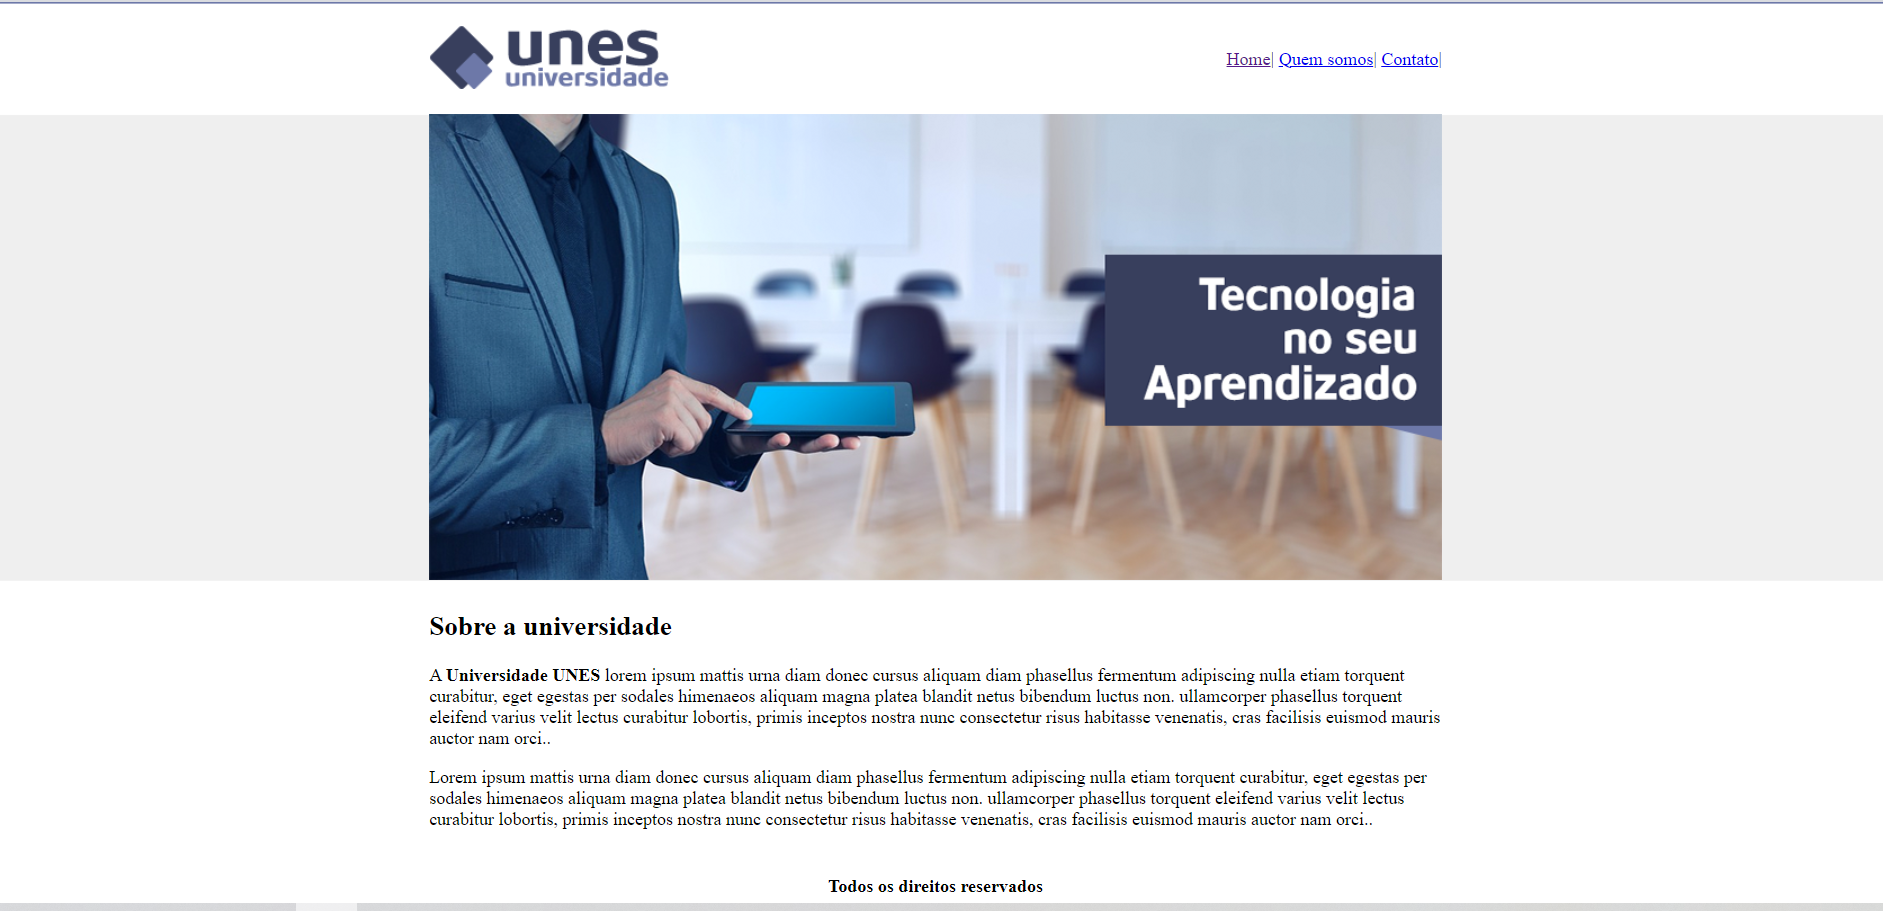 unes
universidade
Home| Quem somos| Contato|
Tecnologia
no seu
Aprendizado
Sobre a universidade
A Universidade UNES lorem ipsum mattis urna diam donec cursus aliquam diam phasellus fermentum adipiscing nulla etiam torquent
curabitur, eget egestas per sodales himenaeos aliquam magna platea blandit netus bibendum luctus non. ullamcorper phasellus torquent
eleifend varius velit lectus curabitur lobortis, primis inceptos nostra nunc consectetur risus habitasse venenatis, cras facilisis euismod mauris
auctor nam orci..
Lorem ipsum mattis urna diam donec cursus aliquam diam phasellus fermentum adipiscing nulla etiam torquent curabitur, eget egestas per
sodales himenaeos aliquam magna platea blandit netus bibendum luctus non. ullamcorper phasellus torquent eleifend varius velit lectus
curabitur lobortis, primis inceptos nostra nunc consectetur risus habitasse venenatis, cras facilisis euismod mauris auctor nam orci..
Todos os direitos reservados